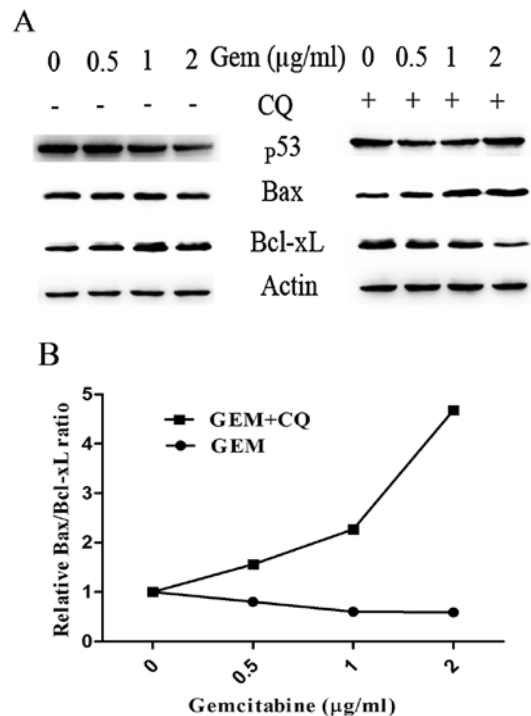 A
0 0.5 1 2 Gem (µg/ml) 0 0.5 1 2
- - - - CQ + + + +
p53
Bax
Bcl-xL
Actin
B
5
4
3
2
1
0
Relative Bax/Bcl-xL ratio
GEM+CQ
GEM
0 0.5 1 2
Gemcitabine (µg/ml)